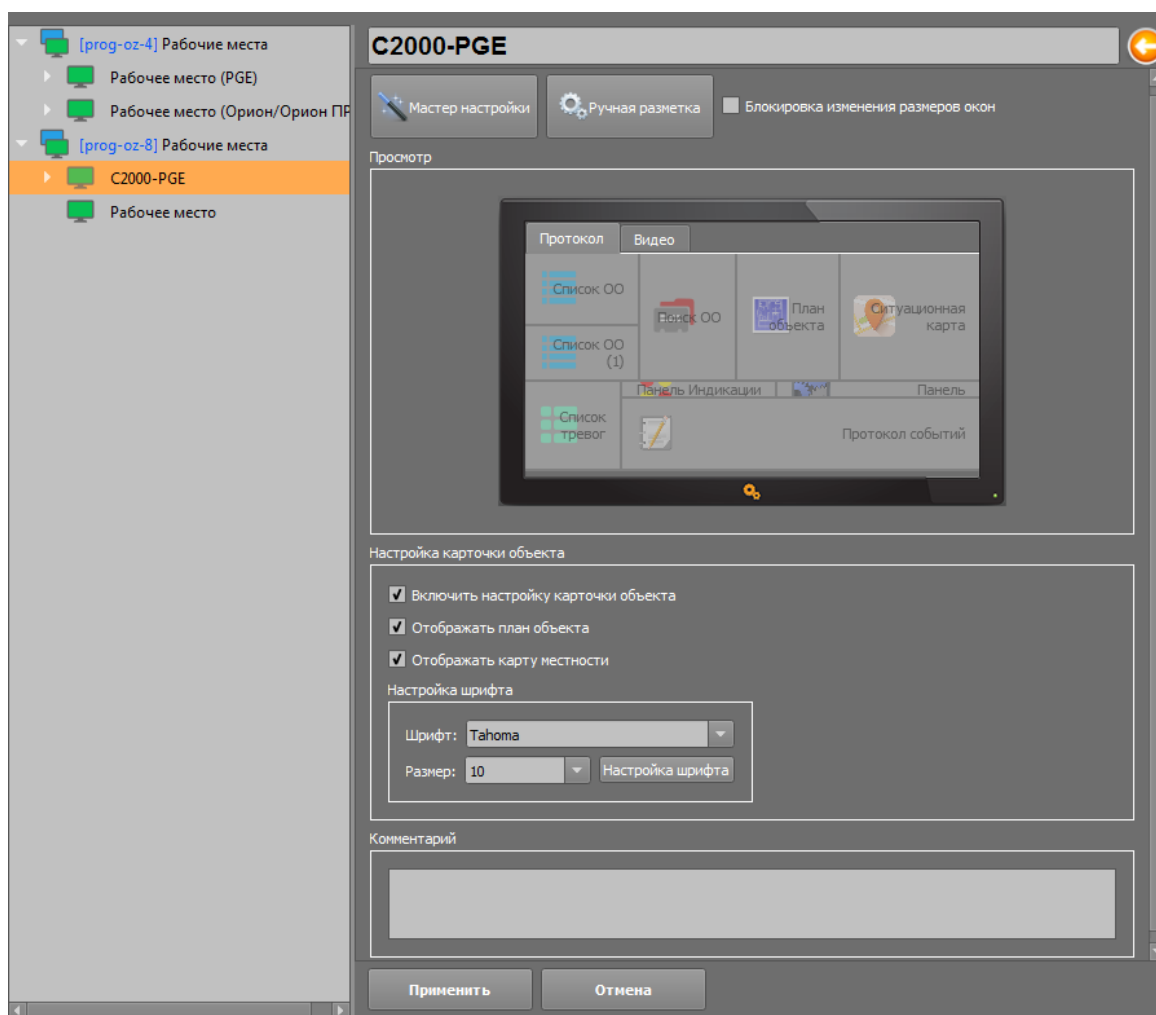 [prog-oz-4] Рабочие места
Рабочее место (PGE)
Рабочее место (Орион/Орион ПР
[prog-oz-8] Рабочие места
C2000-PGE
Рабочее место
C2000-PGE
Мастер настройки
Ручная разметка
Блокировка изменения размеров окон
Просмотр
Протокол
Видео
Список ОО
Список ОО
(1)
Поиск ОО
План
объекта
Ситуационная
карта
Панель Индикации
Панель
Список
тревог
Протокол событий
Настройка карточки объекта
Включить настройку карточки объекта
Отображать план объекта
Отображать карту местности
Настройка шрифта
Шрифт: Tahoma
Размер: 10
Настройка шрифта
Комментарий
Применить
Отмена